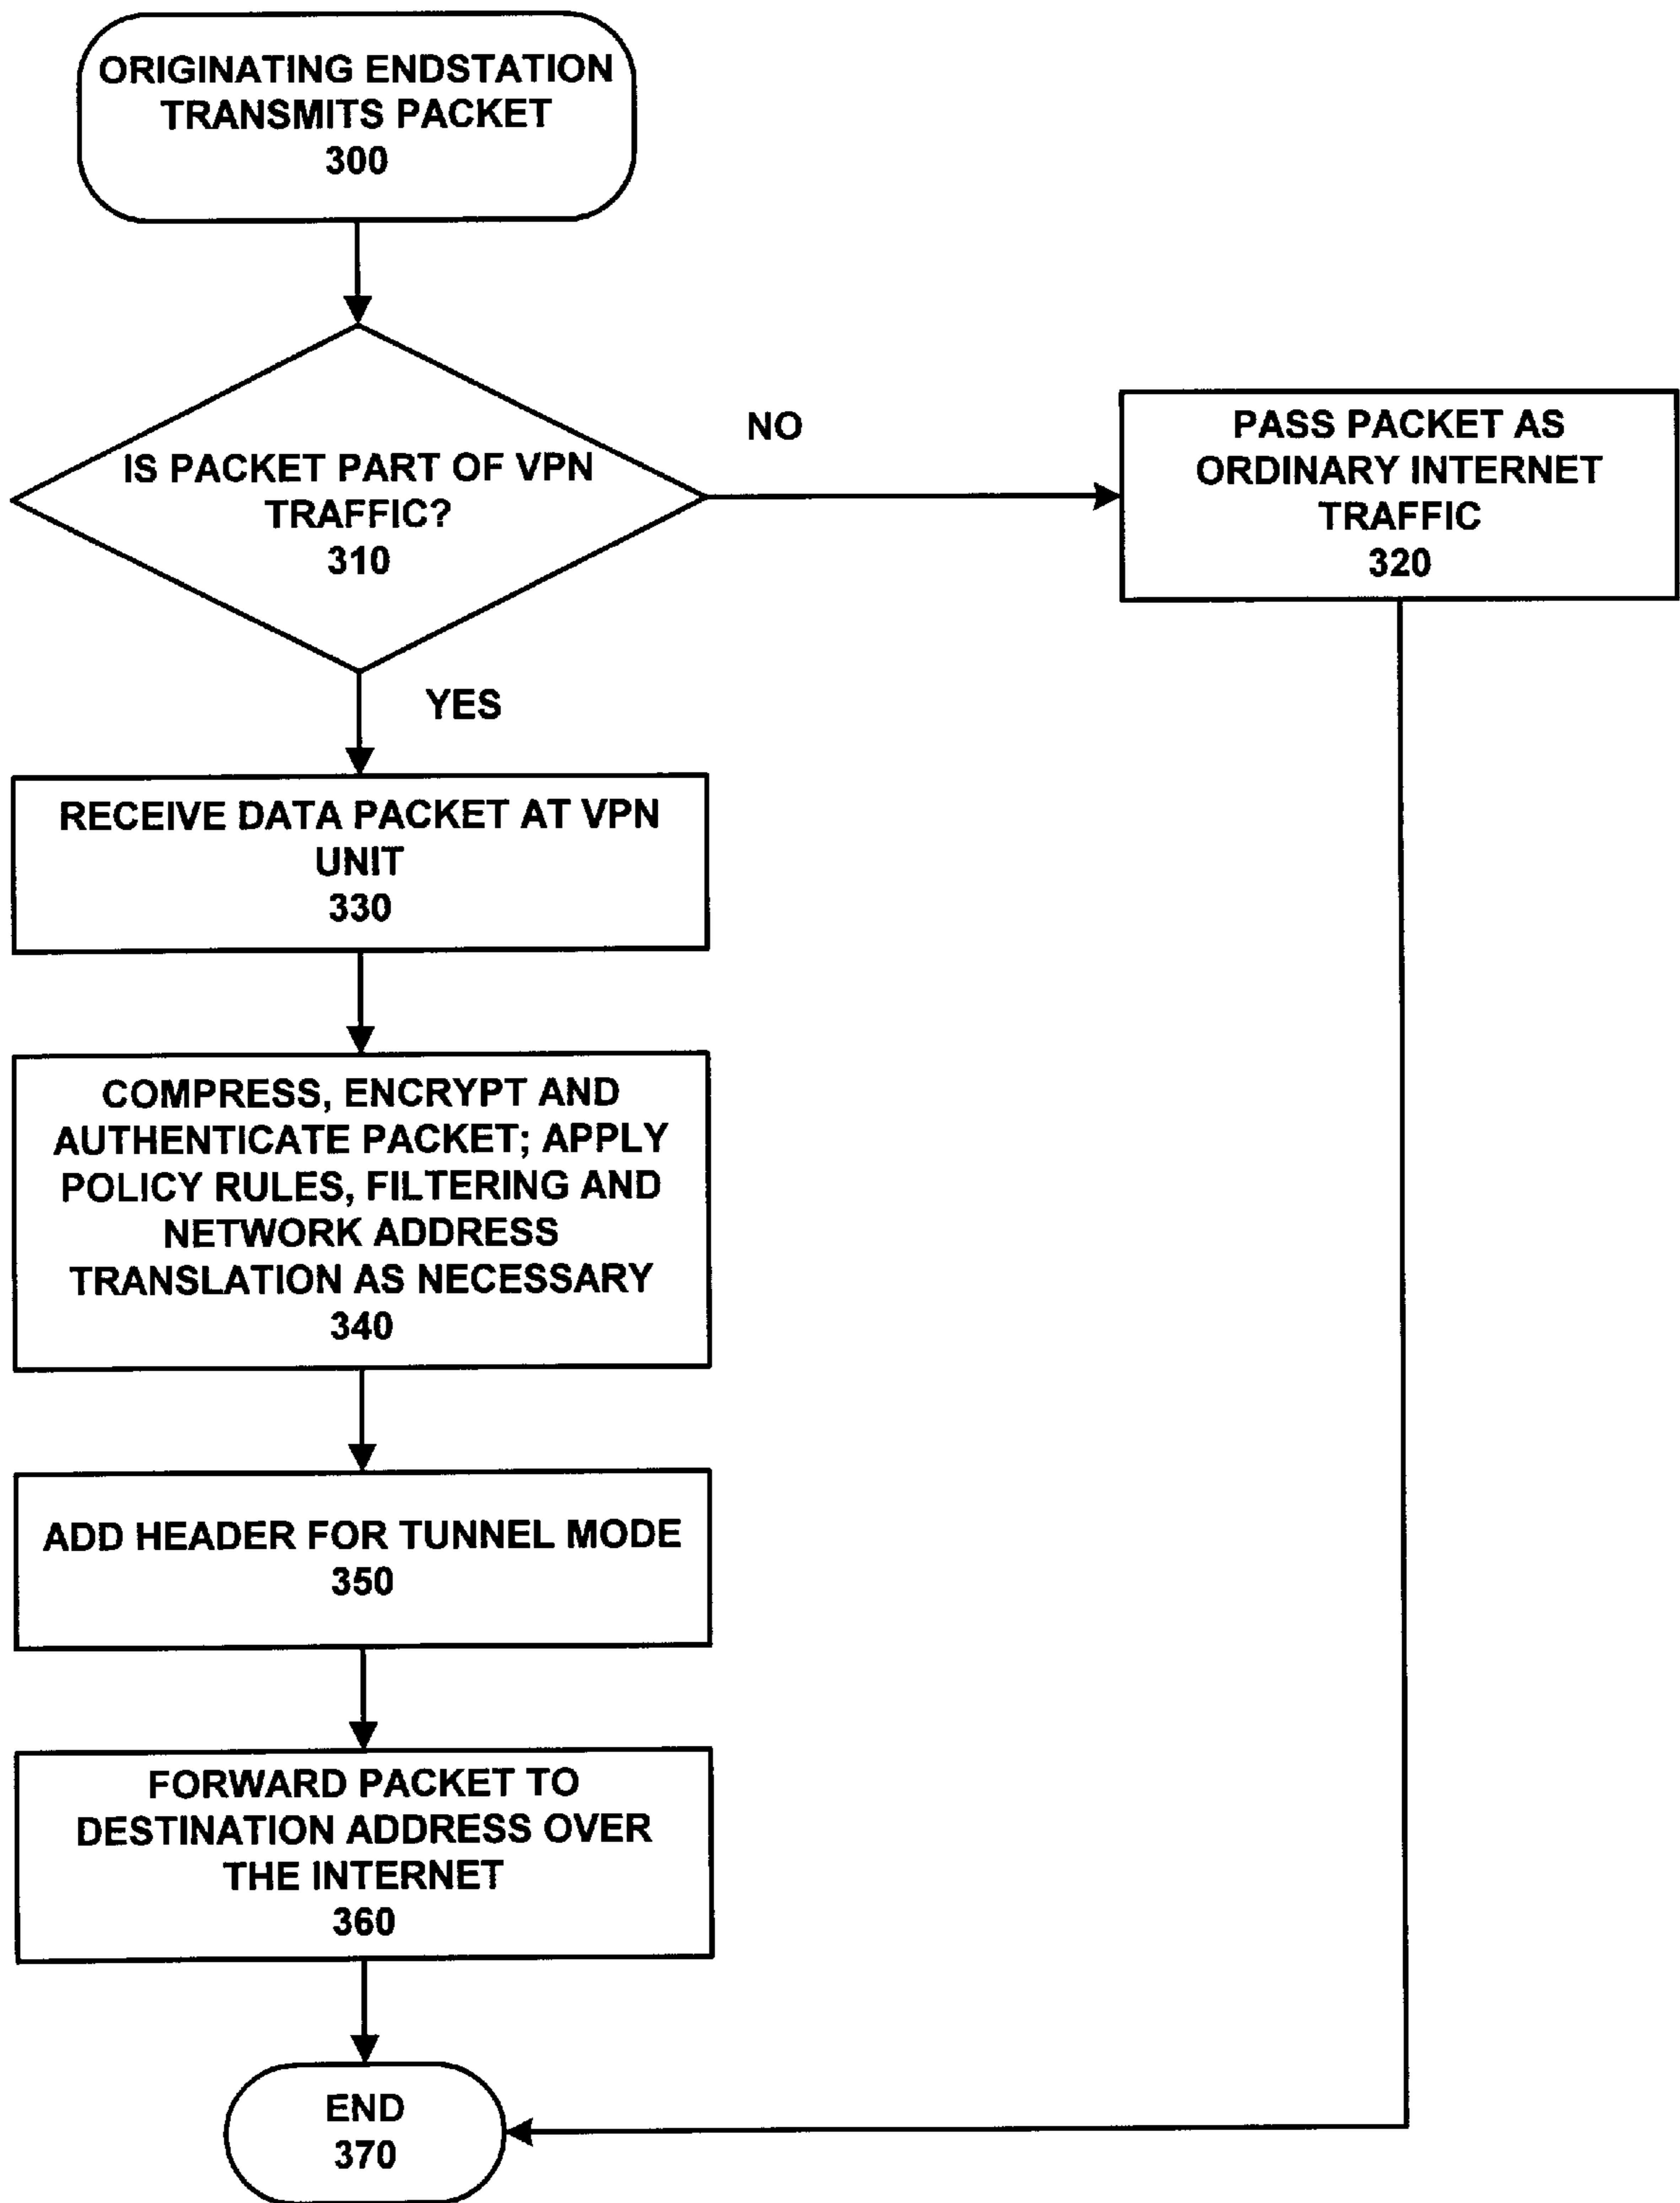 ORIGINATING ENDSTATION
TRANSMITS PACKET
300
IS PACKET PART OF VPN
TRAFFIC?
310
NO
PASS PACKET AS
ORDINARY INTERNET
TRAFFIC
320
YES
RECEIVE DATA PACKET AT VPN
UNIT
330
COMPRESS, ENCRYPT AND
AUTHENTICATE PACKET; APPLY
POLICY RULES, FILTERING AND
NETWORK ADDRESS
TRANSLATION AS NECESSARY
340
ADD HEADER FOR TUNNEL MODE
350
FORWARD PACKET TO
DESTINATION ADDRESS OVER
THE INTERNET
360
END
370